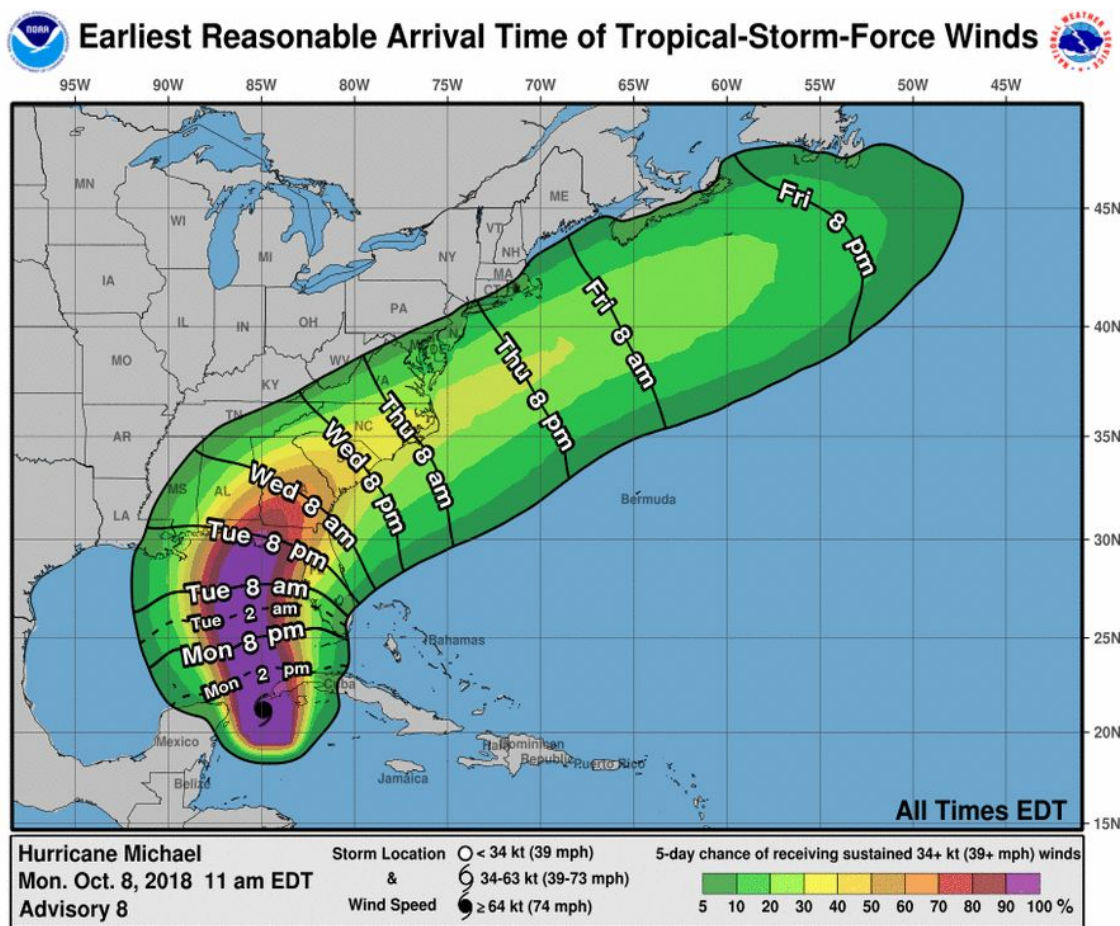 NOAA
Earliest Reasonable Arrival Time of Tropical-Storm-Force Winds
NATIONAL WEATHER SERVICE
95W 90W 85W 80W 75W 70W 65W 60W 55W 50W 45W
MN
WI
MI
IA
IL
IN
OH
PA
NY
VT
NH
ME
MA
CT
MO
KY
WV
VA
TN
NC
AR
MS
AL
LA
45N
40N
35N
30N
25N
20N
15N
Fri 8 pm
Fri 8 am
Thu 8 pm
Thu 8 am
Wed 8 pm
Wed 8 am
Tue 8 pm
Tue 8 am
Tue 2 am
Mon 8 pm
Mon 2 pm
Bermuda
Bahamas
Cuba
Mexico
Belize
Jamaica
Dominican
Republic
Puerto Rico
All Times EDT
Hurricane Michael
Mon. Oct. 8, 2018 11 am EDT
Advisory 8
Storm Location
&
Wind Speed
< 34 kt (39 mph)
34-63 kt (39-73 mph)
≥ 64 kt (74 mph)
5-day chance of receiving sustained 34+ kt (39+ mph) winds
5 10 20 30 40 50 60 70 80 90 100 %